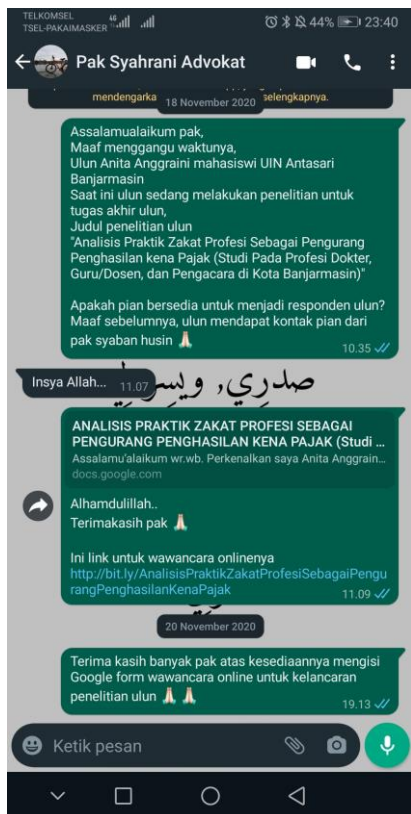 TELKOMSEL
TSEL-PAKAIMASKER
4G
44%
23:40
Pak Syahrani Advokat
mendengarka
selengkapnya.
18 November 2020
Assalamualaikum pak,
Maaf menggangu waktunya,
Ulun Anita Anggraini mahasiswi UIN Antasari
Banjarmasin
Saat ini ulun sedang melakukan penelitian untuk
tugas akhir ulun,
Judul penelitian ulun
"Analisis Praktik Zakat Profesi Sebagai Pengurang
Penghasilan kena Pajak (Studi Pada Profesi Dokter,
Guru/Dosen, dan Pengacara di Kota Banjarmasin)"
Apakah pian bersedia untuk menjadi responden ulun?
Maaf sebelumnya, ulun mendapat kontak pian dari
pak syaban husin 🙏🏻
10.35
Insya Allah...
11.07
صدرِي, ويسِرلِي
ANALISIS PRAKTIK ZAKAT PROFESI SEBAGAI
PENGURANG PENGHASILAN KENA PAJAK (Studi ...
Assalamu'alaikum wr.wb. Perkenalkan saya Anita Anggrain...
docs.google.com
Alhamdulillah..
Terimakasih pak 🙏🏻
Ini link untuk wawancara onlinenya
http://bit.ly/AnalisisPraktikZakatProfesiSebagaiPengu
rangPenghasilanKenaPajak
11.09
20 November 2020
Terima kasih banyak pak atas kesediaannya mengisi
Google form wawancara online untuk kelancaran
penelitian ulun 🙏🏻 🙏🏻
19.13
Ketik pesan